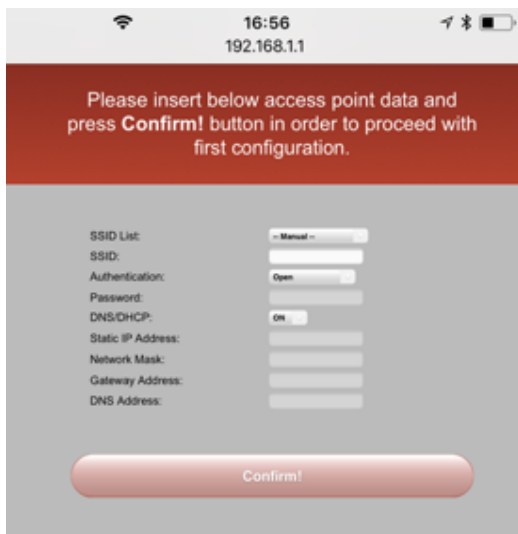 16:56
192.168.1.1
Please insert below access point data and
press Confirm! button in order to proceed with
first configuration.
SSID List: -- Manual --
SSID:
Authentication: Open
Password:
DNS/DHCP: ON
Static IP Address:
Network Mask:
Gateway Address:
DNS Address:
Confirm!